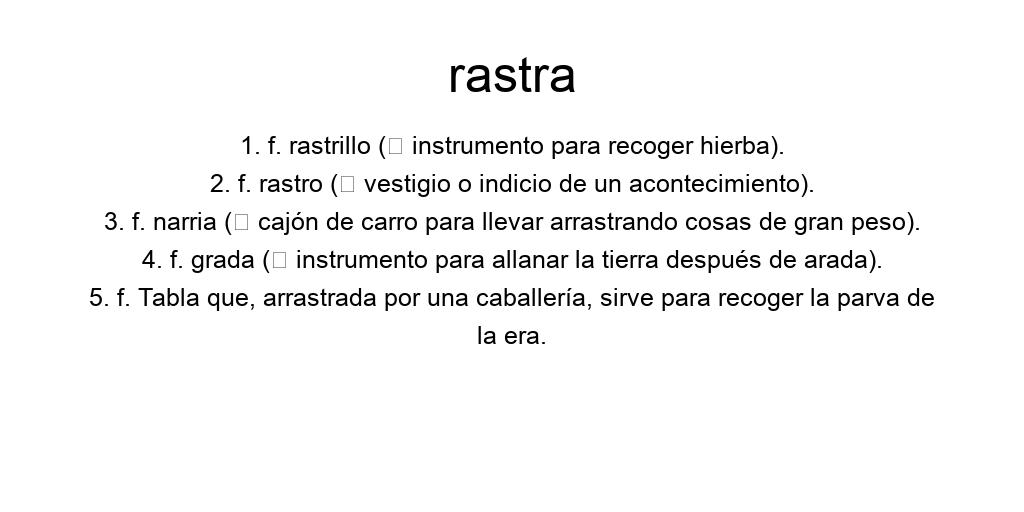 rastra
1. f. rastrillo (▯ instrumento para recoger hierba).
2. f. rastro (▯ vestigio o indicio de un acontecimiento).
3. f. narria (▯ cajón de carro para llevar arrastrando cosas de gran peso).
4. f. grada (▯ instrumento para allanar la tierra después de arada).
5. f. Tabla que, arrastrada por una caballería, sirve para recoger la parva de
la era.